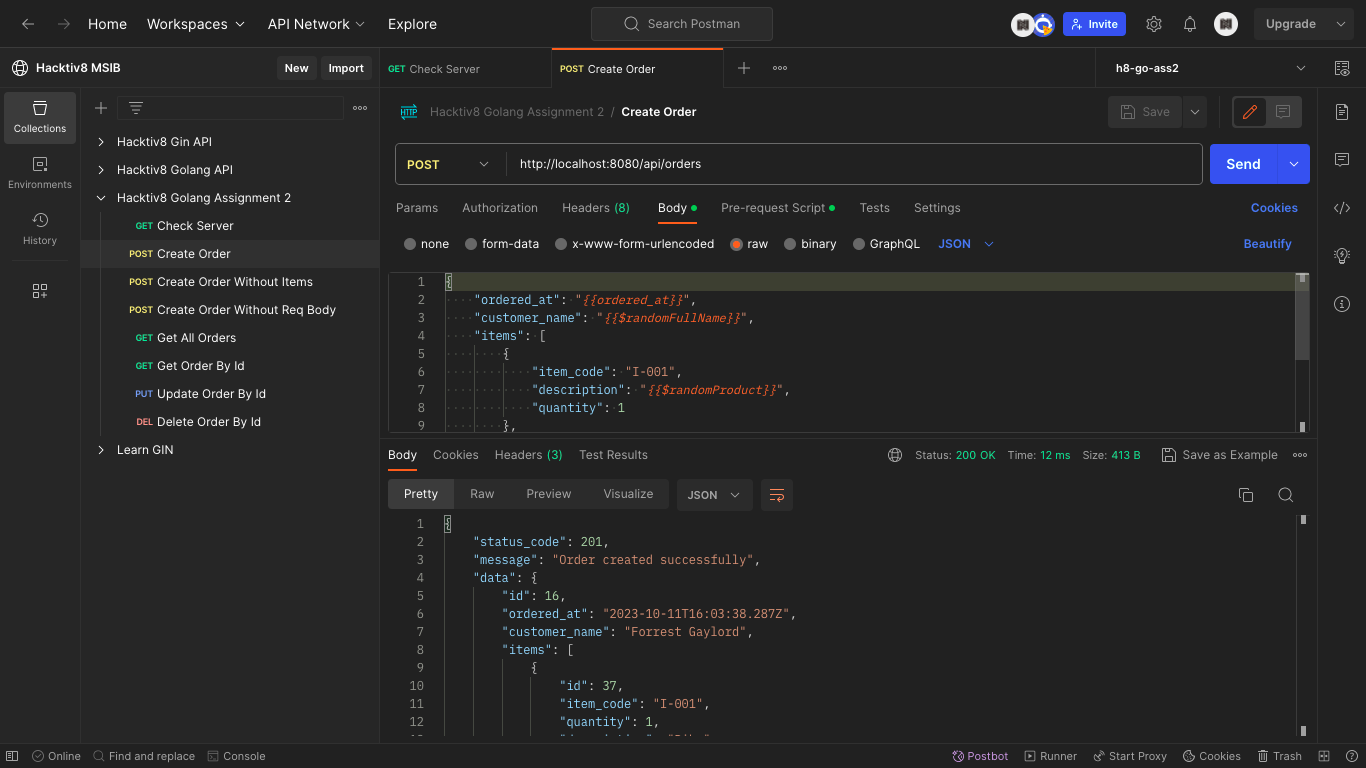 Home Workspaces API Network Explore Search Postman Invite Upgrade
Hacktiv8 MSIB New Import GET Check Server POST Create Order h8-go-ass2
Collections
Environments
History
Hacktiv8 Gin API
Hacktiv8 Golang API
Hacktiv8 Golang Assignment 2
GET Check Server
POST Create Order
POST Create Order Without Items
POST Create Order Without Req Body
GET Get All Orders
GET Get Order By Id
PUT Update Order By Id
DEL Delete Order By Id
Learn GIN
HTTP Hacktiv8 Golang Assignment 2 / Create Order Save
POST http://localhost:8080/api/orders Send
Params Authorization Headers (8) Body Pre-request Script Tests Settings Cookies
none form-data x-www-form-urlencoded raw binary GraphQL JSON Beautify
1 {
2 "ordered_at": "{{ordered_at}}",
3 "customer_name": "{{$randomFullName}}",
4 "items": [
5 {
6 "item_code": "I-001",
7 "description": "{{$randomProduct}}",
8 "quantity": 1
9 },
Body Cookies Headers (3) Test Results Status: 200 OK Time: 12 ms Size: 413 B Save as Example
Pretty Raw Preview Visualize JSON
1 {
2 "status_code": 201,
3 "message": "Order created successfully",
4 "data": {
5 "id": 16,
6 "ordered_at": "2023-10-11T16:03:38.287Z",
7 "customer_name": "Forrest Gaylord",
8 "items": [
9 {
10 "id": 37,
11 "item_code": "I-001",
12 "quantity": 1,
Online Find and replace Console Postbot Runner Start Proxy Cookies Trash